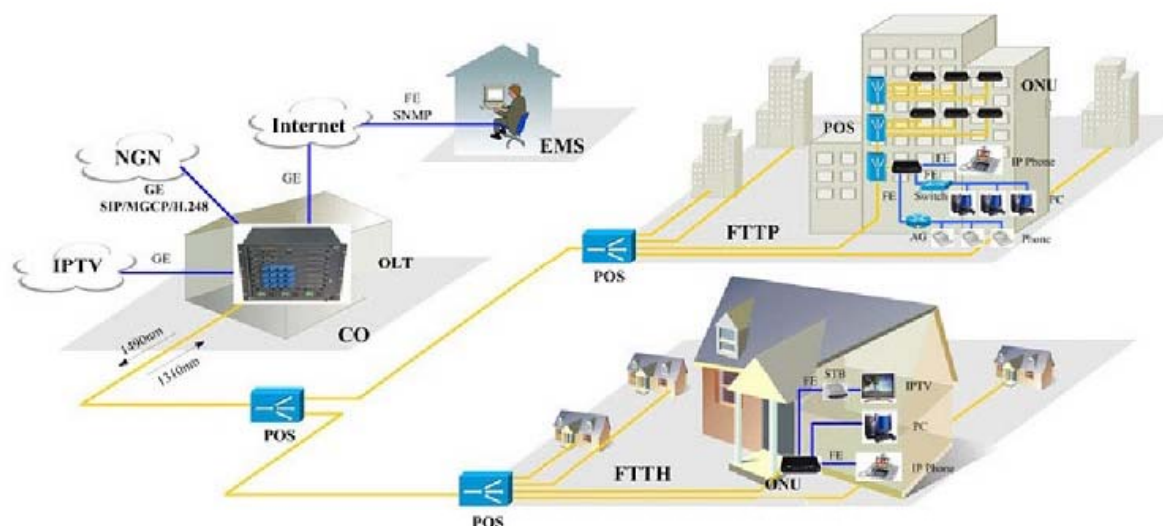 Internet
FE
SNMP
EMS
NGN
GE
SIP/MGCP/H.248
GE
IPTV
GE
OLT
CO
1490nm
1310nm
POS
POS
FTTP
POS
ONU
FE
IP Phone
FE
Switch
PC
FE
AG
Phone
POS
FTTH
ONU
FE
STB
IPTV
PC
FE
IP Phone